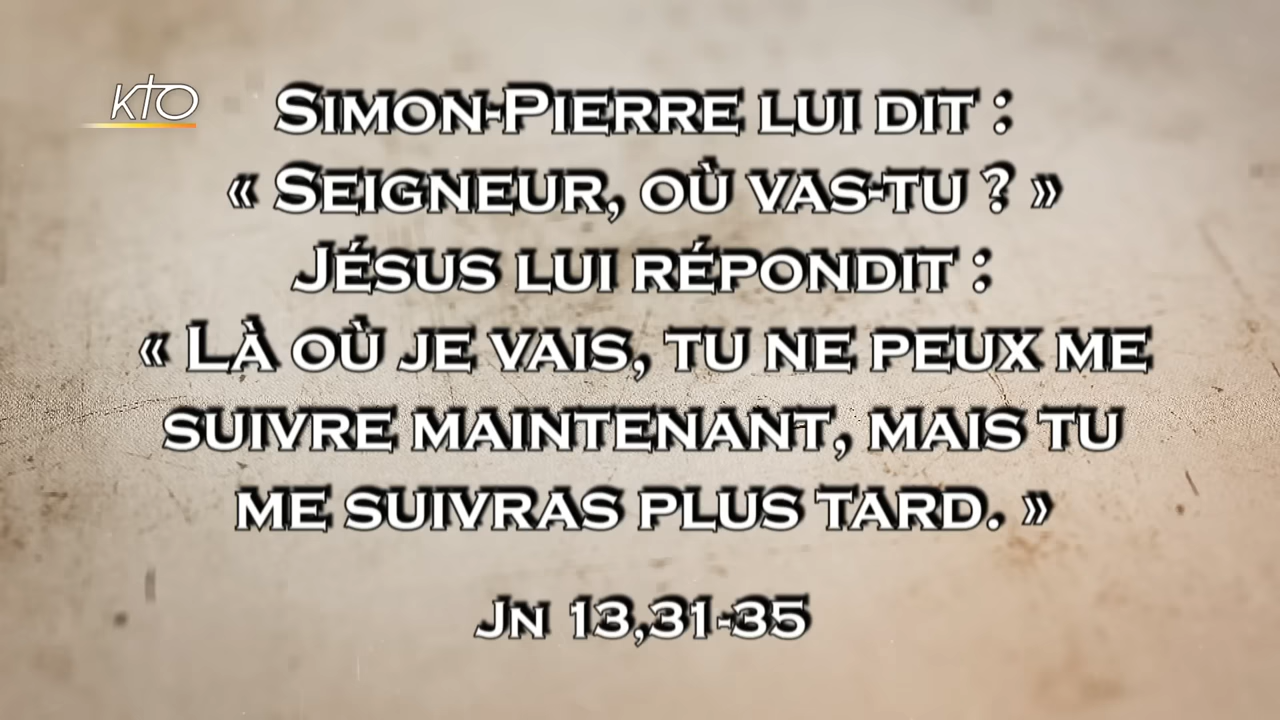 KTO
Simon-Pierre lui dit :
« Seigneur, où vas-tu ? »
Jésus lui répondit :
« Là où je vais, tu ne peux me
suivre maintenant, mais tu
me suivras plus tard. »
Jn 13,31-35